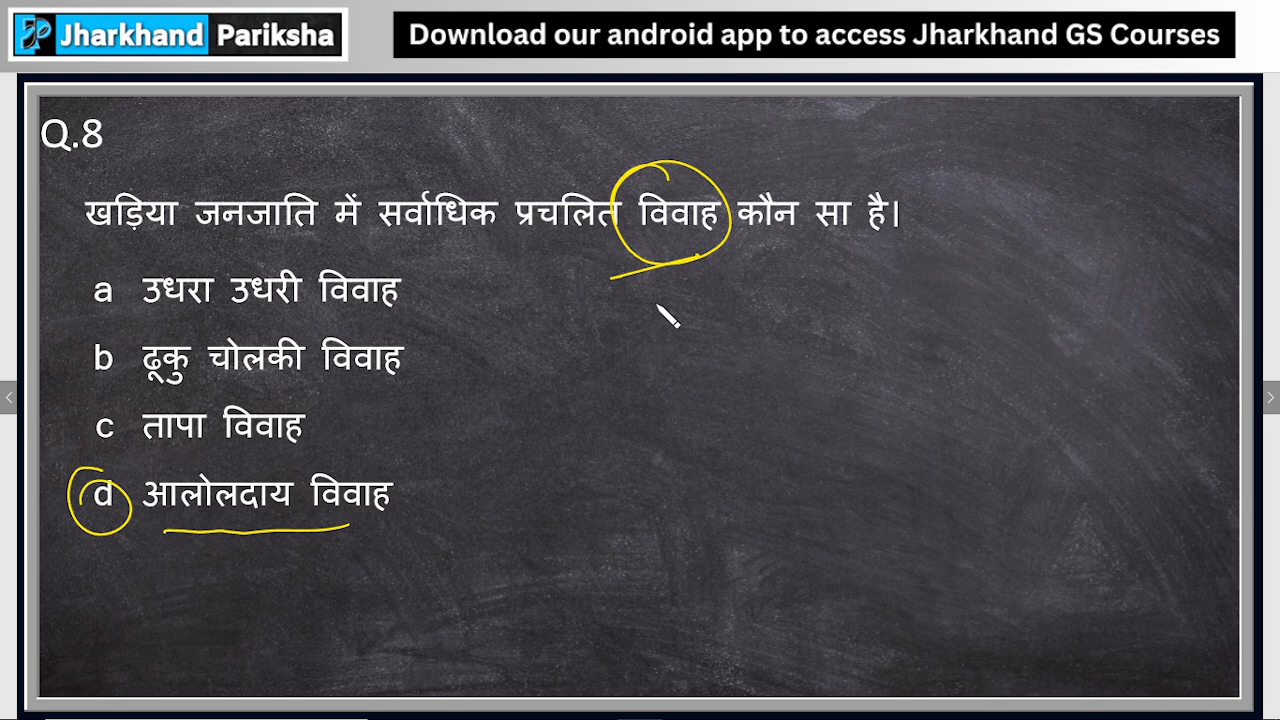 Jharkhand Pariksha
Download our android app to access Jharkhand GS Courses
Q.8
खड़िया जनजाति में सर्वाधिक प्रचलित विवाह कौन सा है।
a उधरा उधरी विवाह
b ढूकु चोलकी विवाह
c तापा विवाह
d आलोलदाय विवाह